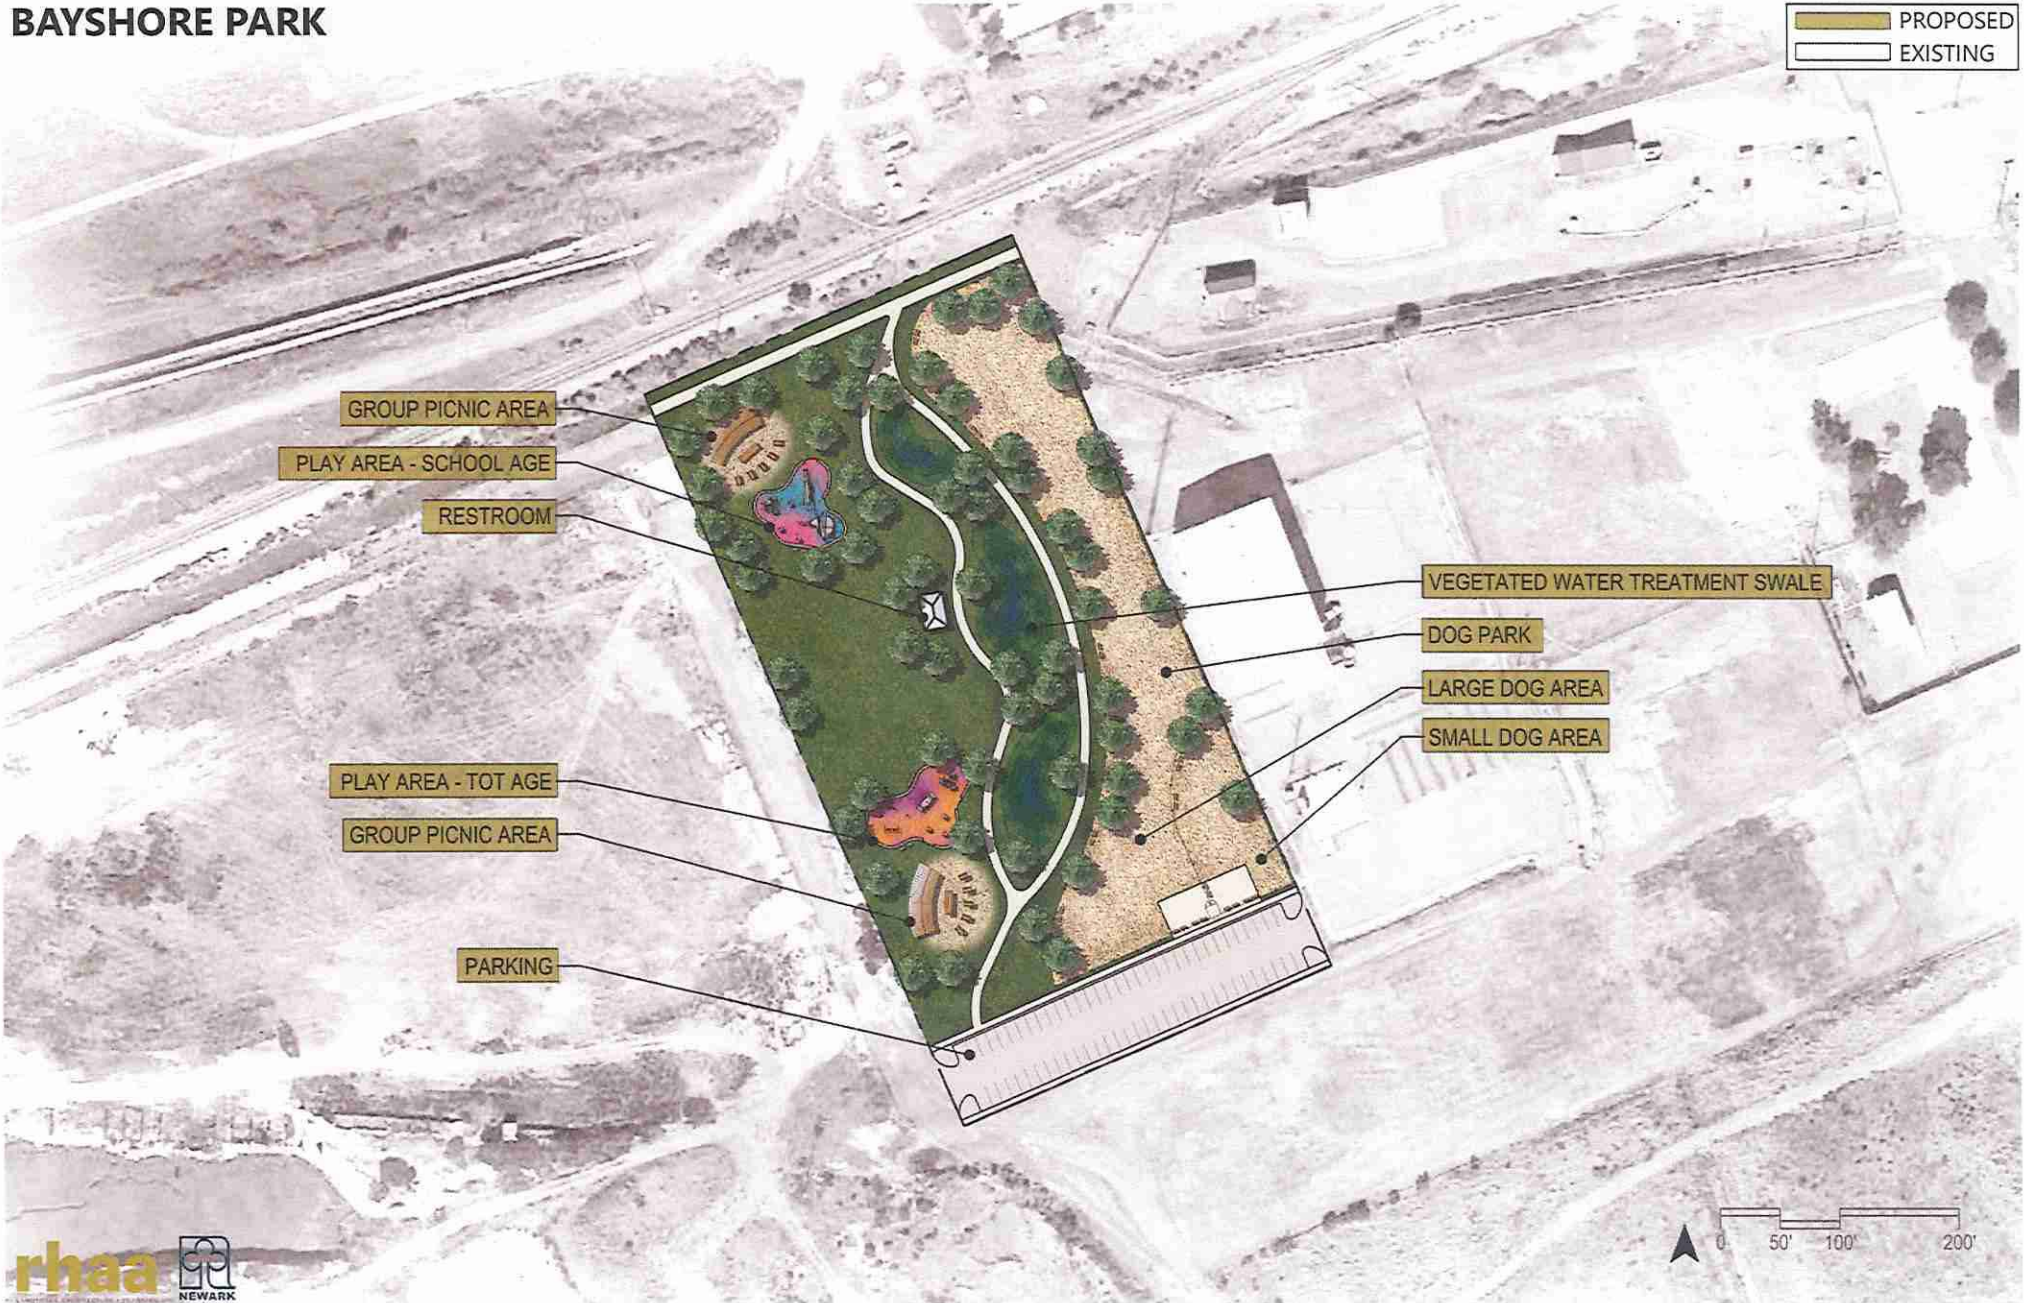 BAYSHORE PARK
PROPOSED
EXISTING
GROUP PICNIC AREA
PLAY AREA - SCHOOL AGE
RESTROOM
VEGETATED WATER TREATMENT SWALE
DOG PARK
LARGE DOG AREA
SMALL DOG AREA
PLAY AREA - TOT AGE
GROUP PICNIC AREA
PARKING
0 50' 100' 200'
rhaa
NEWARK